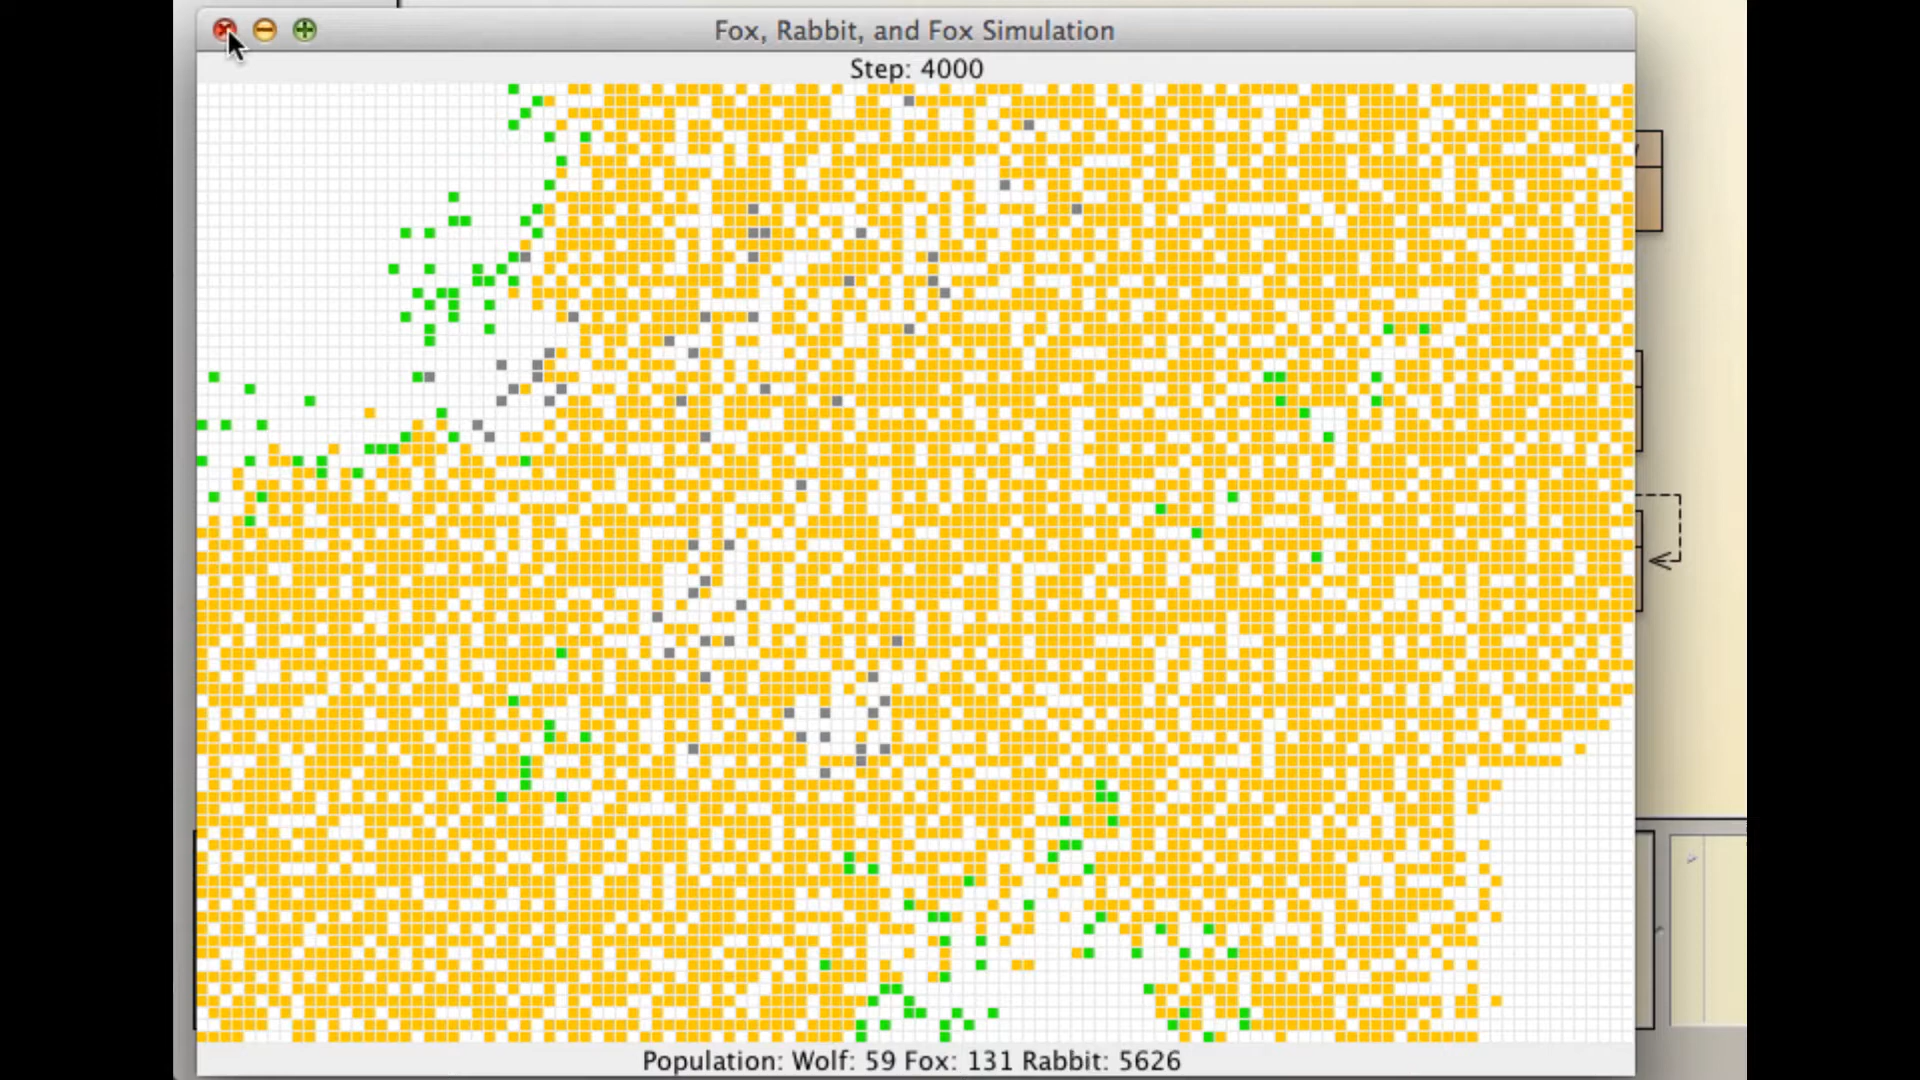 Fox, Rabbit, and Fox Simulation
Step: 4000
Population: Wolf: 59 Fox: 131 Rabbit: 5626